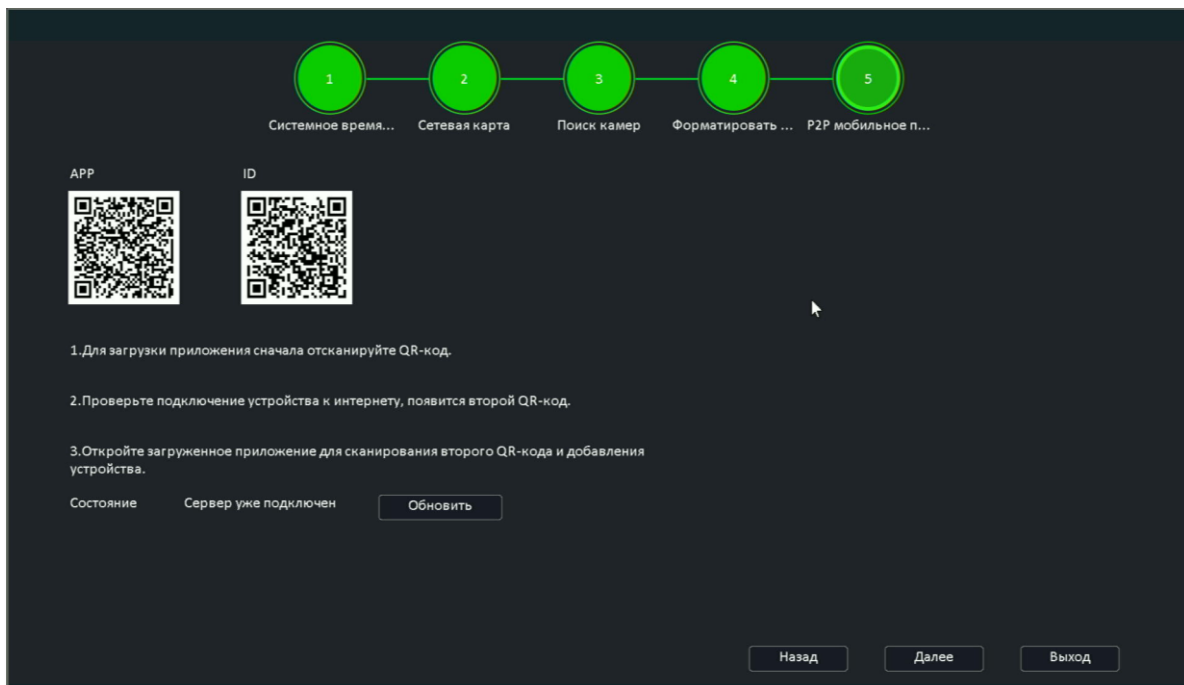 1 2 3 4 5
Системное время... Сетевая карта Поиск камер Форматировать ... P2P мобильное п...
APP ID
1.Для загрузки приложения сначала отсканируйте QR-код.
2.Проверьте подключение устройства к интернету, появится второй QR-код.
3.Откройте загруженное приложение для сканирования второго QR-кода и добавления
устройства.
Состояние Сервер уже подключен Обновить
Назад Далее Выход